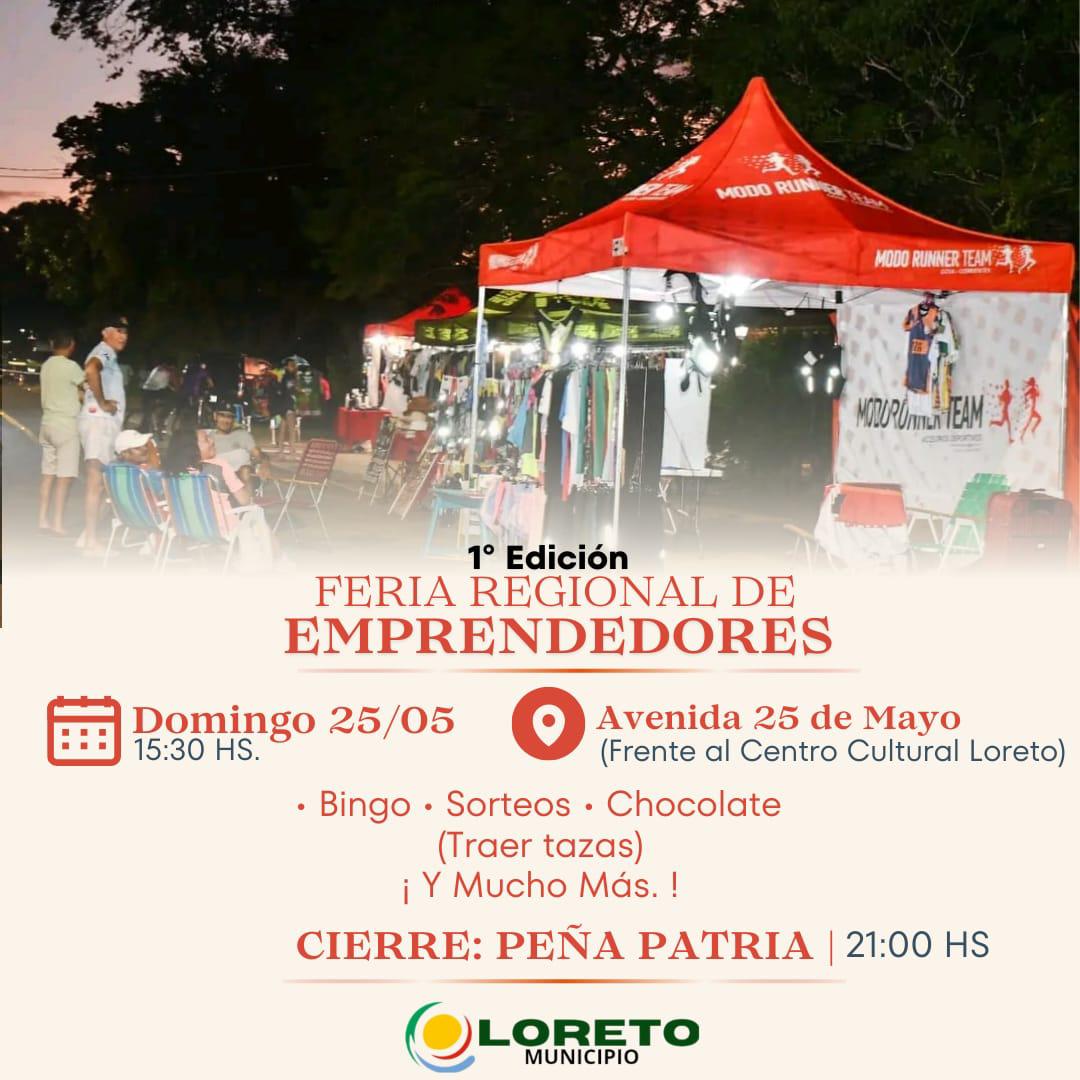 MODO RUNNER TEAM
MODO RUNNER TEAM
MODO RUNNER TEAM
1° Edición
FERIA REGIONAL DE
EMPRENDEDORES
Domingo 25/05
15:30 HS.
Avenida 25 de Mayo
(Frente al Centro Cultural Loreto)
• Bingo • Sorteos • Chocolate
(Traer tazas)
¡ Y Mucho Más. !
CIERRE: PEÑA PATRIA | 21:00 HS
LORETO
MUNICIPIO